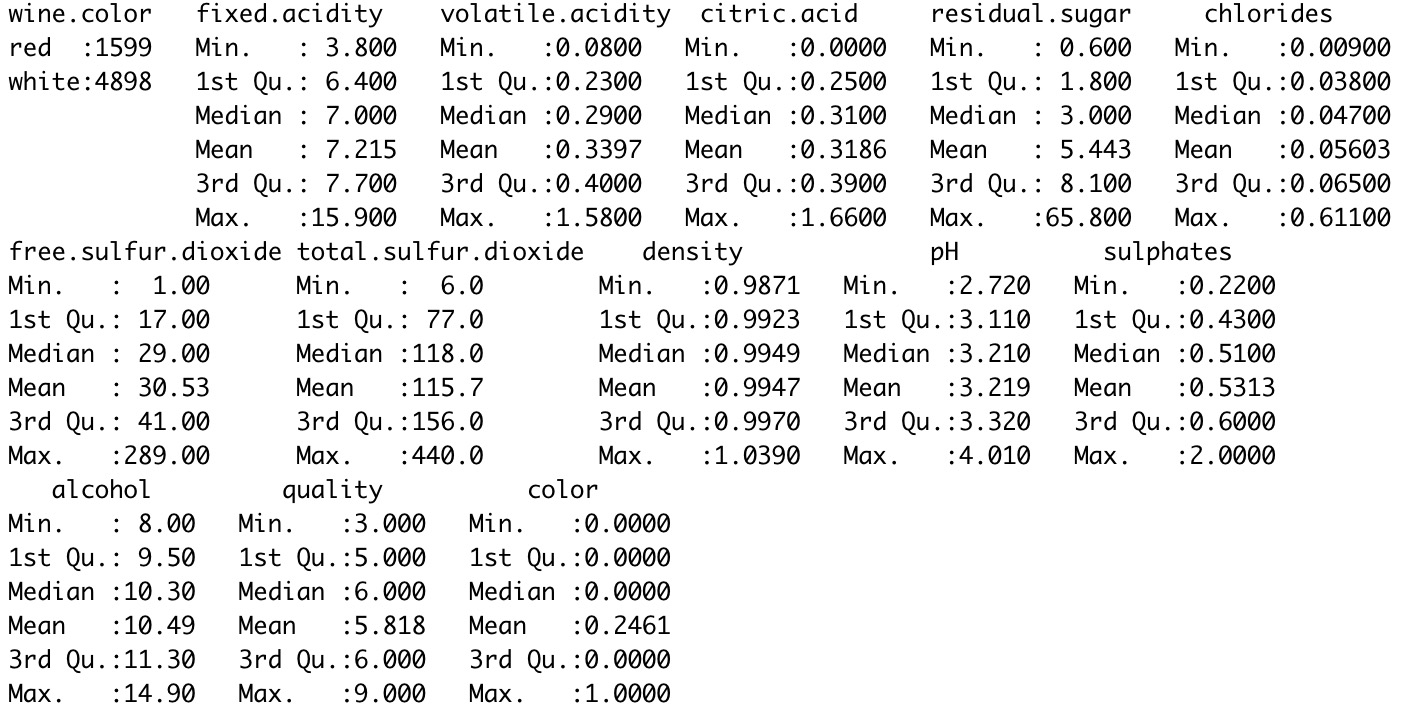 wine.color   fixed.acidity    volatile.acidity  citric.acid     residual.sugar     chlorides
red  :1599   Min.   : 3.800   Min.   :0.0800   Min.   :0.0000   Min.   : 0.600   Min.   :0.00900
white:4898   1st Qu.: 6.400   1st Qu.:0.2300   1st Qu.:0.2500   1st Qu.: 1.800   1st Qu.:0.03800
             Median : 7.000   Median :0.2900   Median :0.3100   Median : 3.000   Median :0.04700
             Mean   : 7.215   Mean   :0.3397   Mean   :0.3186   Mean   : 5.443   Mean   :0.05603
             3rd Qu.: 7.700   3rd Qu.:0.4000   3rd Qu.:0.3900   3rd Qu.: 8.100   3rd Qu.:0.06500
             Max.   :15.900   Max.   :1.5800   Max.   :1.6600   Max.   :65.800   Max.   :0.61100
free.sulfur.dioxide total.sulfur.dioxide    density             pH          sulphates
Min.   :  1.00      Min.   :  6.0        Min.   :0.9871   Min.   :2.720   Min.   :0.2200
1st Qu.: 17.00      1st Qu.: 77.0        1st Qu.:0.9923   1st Qu.:3.110   1st Qu.:0.4300
Median : 29.00      Median :118.0        Median :0.9949   Median :3.210   Median :0.5100
Mean   : 30.53      Mean   :115.7        Mean   :0.9947   Mean   :3.219   Mean   :0.5313
3rd Qu.: 41.00      3rd Qu.:156.0        3rd Qu.:0.9970   3rd Qu.:3.320   3rd Qu.:0.6000
Max.   :289.00      Max.   :440.0        Max.   :1.0390   Max.   :4.010   Max.   :2.0000
   alcohol         quality          color
Min.   : 8.00   Min.   :3.000   Min.   :0.0000
1st Qu.: 9.50   1st Qu.:5.000   1st Qu.:0.0000
Median :10.30   Median :6.000   Median :0.0000
Mean   :10.49   Mean   :5.818   Mean   :0.2461
3rd Qu.:11.30   3rd Qu.:6.000   3rd Qu.:0.0000
Max.   :14.90   Max.   :9.000   Max.   :1.0000